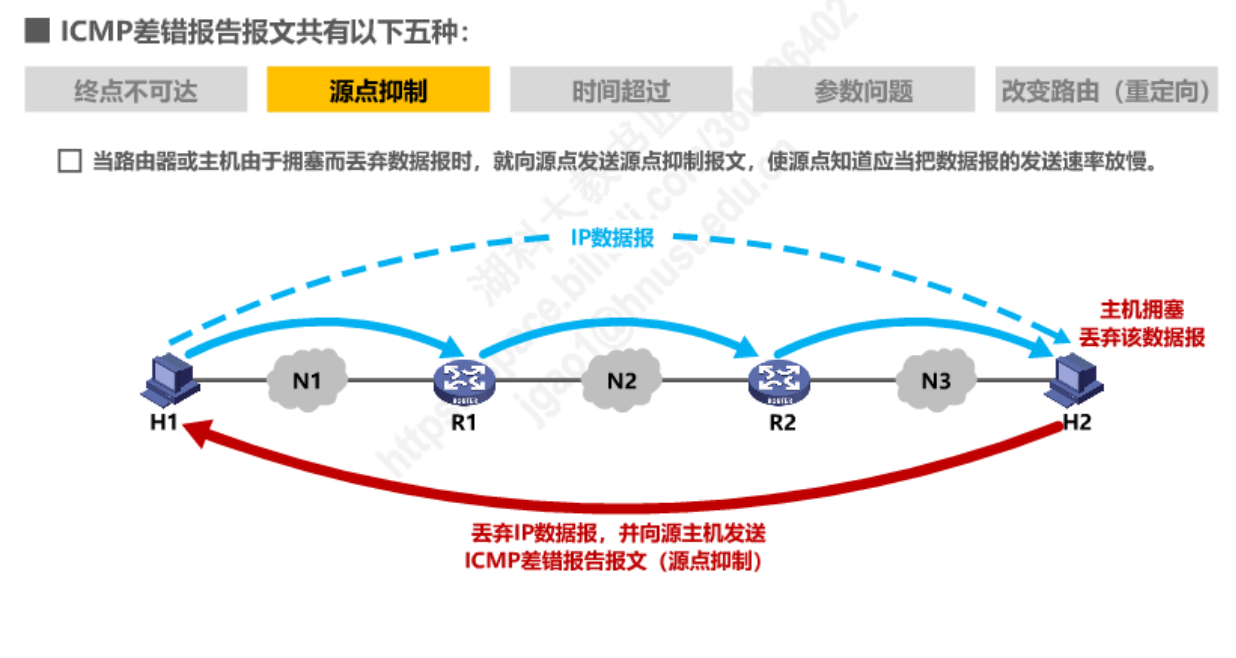 ICMP差错报告报文共有以下五种：
终点不可达 源点抑制 时间超过 参数问题 改变路由（重定向）
当路由器或主机由于拥塞而丢弃数据报时，就向源点发送源点抑制报文，使源点知道应当把数据报的发送速率放慢。
IP数据报
主机拥塞
丢弃该数据报
N1 N2 N3
ROUTER ROUTER
H1 R1 R2 H2
丢弃IP数据报，并向源主机发送
ICMP差错报告报文（源点抑制）
湖科大教书匠
jgao1@hnust.edu.cn